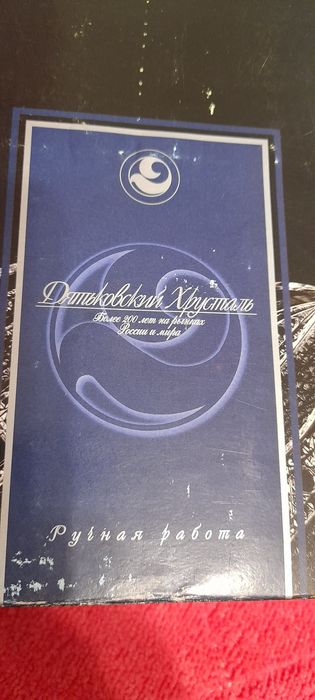 Дятьковский Хрусталь
Более 200 лет на рынках
России и мира
Ручная работа